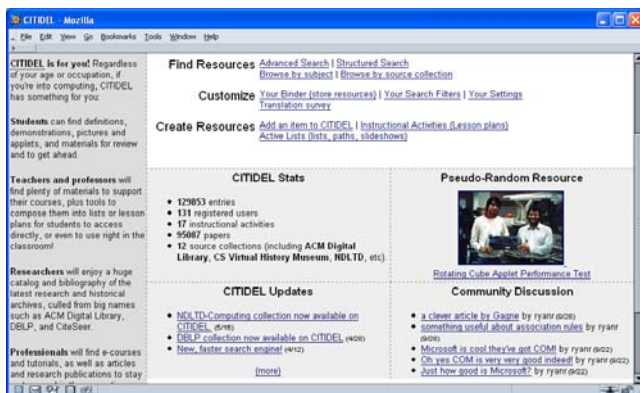 CITIDEL - Mozilla
File Edit View Go Bookmarks Tools Window Help
CITIDEL is for you! Regardless
of your age or occupation, if
you're into computing, CITIDEL
has something for you:
Students can find definitions,
demonstrations, pictures and
applets, and materials for review
and to get ahead.
Teachers and professors will
find plenty of materials to support
their courses, plus tools to
compose them into lists or lesson
plans for students to access
directly, or even to use right in the
classroom!
Researchers will enjoy a huge
catalog and bibliography of the
latest research and historical
archives, culled from big names
such as ACM Digital Library,
DBLP, and CiteSeer.
Professionals will find e-courses
and tutorials, as well as articles
and research publications to stay
Find Resources Advanced Search | Structured Search
Browse by subject | Browse by source collection
Customize Your Binder (store resources) | Your Search Filters | Your Settings
Translation survey
Create Resources Add an item to CITIDEL | Instructional Activities (Lesson plans)
Active Lists (lists, paths, slideshows)
CITIDEL Stats
• 129853 entries
• 131 registered users
• 17 instructional activities
• 95087 papers
• 12 source collections (including ACM Digital
Library, CS Virtual History Museum, NDLTD, etc).
Pseudo-Random Resource
Rotating Cube Applet Performance Test
CITIDEL Updates
• NDLTD-Computing collection now available on
CITIDEL (5/16)
• DBLP collection now available on CITIDEL (4/28)
• New, faster search engine! (4/12)
(more)
Community Discussion
• a clever article by Gagne by ryanr (9/28)
• something useful about association rules by ryanr
(9/28)
• Microsoft is cool they've got COM! by ryanr (9/22)
• Oh yes COM is very very good indeed! by ryanr (9/22)
• Just how good is Microsoft? by ryanr (9/22)